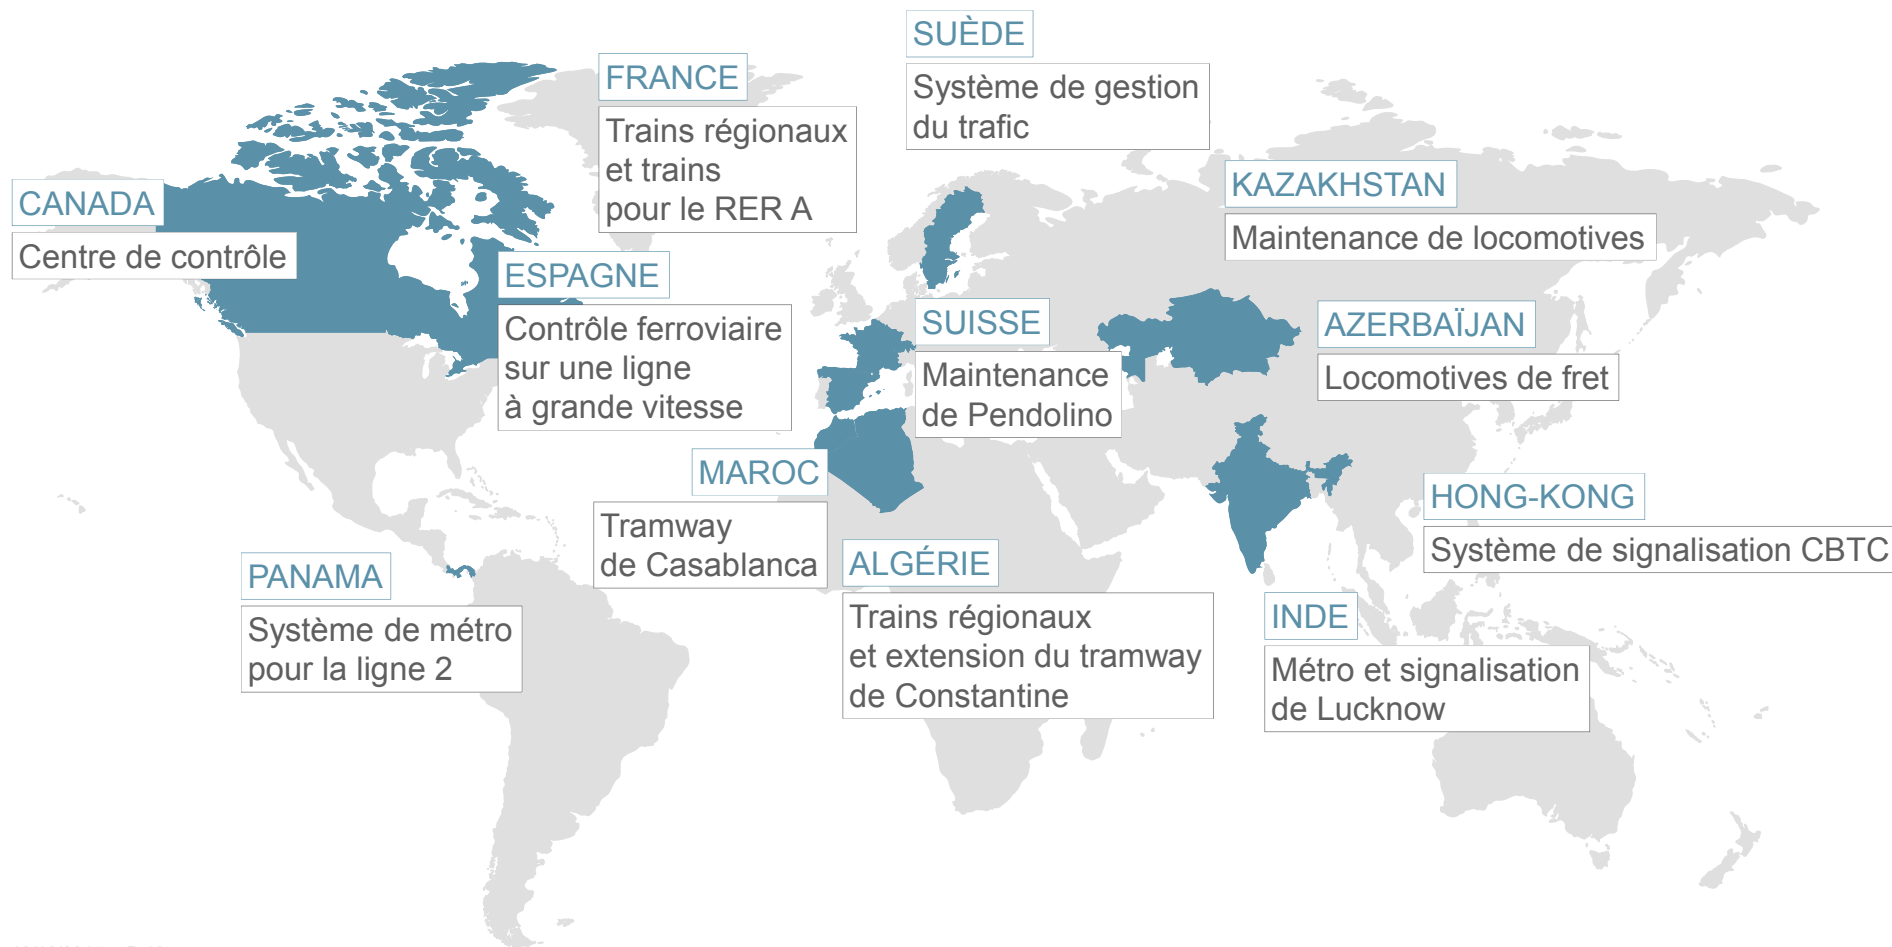 SUÈDE
Système de gestion
du trafic
FRANCE
Trains régionaux
et trains
pour le RER A
CANADA
Centre de contrôle
KAZAKHSTAN
Maintenance de locomotives
ESPAGNE
Contrôle ferroviaire
sur une ligne
à grande vitesse
SUISSE
Maintenance
de Pendolino
AZERBAÏJAN
Locomotives de fret
MAROC
Tramway
de Casablanca
HONG-KONG
Système de signalisation CBTC
PANAMA
Système de métro
pour la ligne 2
ALGÉRIE
Trains régionaux
et extension du tramway
de Constantine
INDE
Métro et signalisation
de Lucknow